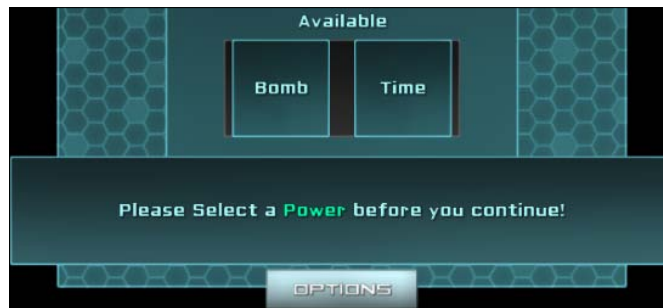 Available
Bomb Time
Please Select a Power before you continue!
OPTIONS